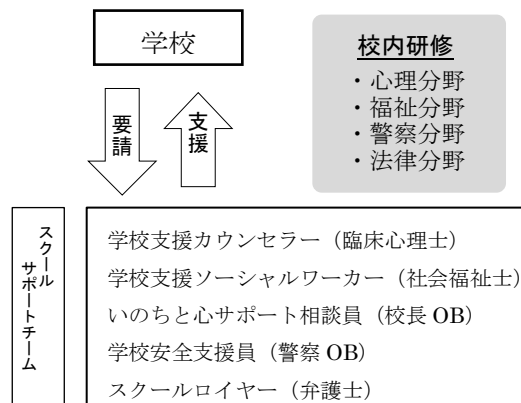 学校
校内研修
・心理分野
・福祉分野
・警察分野
・法律分野
要請
支援
スクール
サポートチーム
学校支援カウンセラー（臨床心理士）
学校支援ソーシャルワーカー（社会福祉士）
いのちと心サポート相談員（校長 OB）
学校安全支援員（警察 OB）
スクールロイヤー（弁護士）